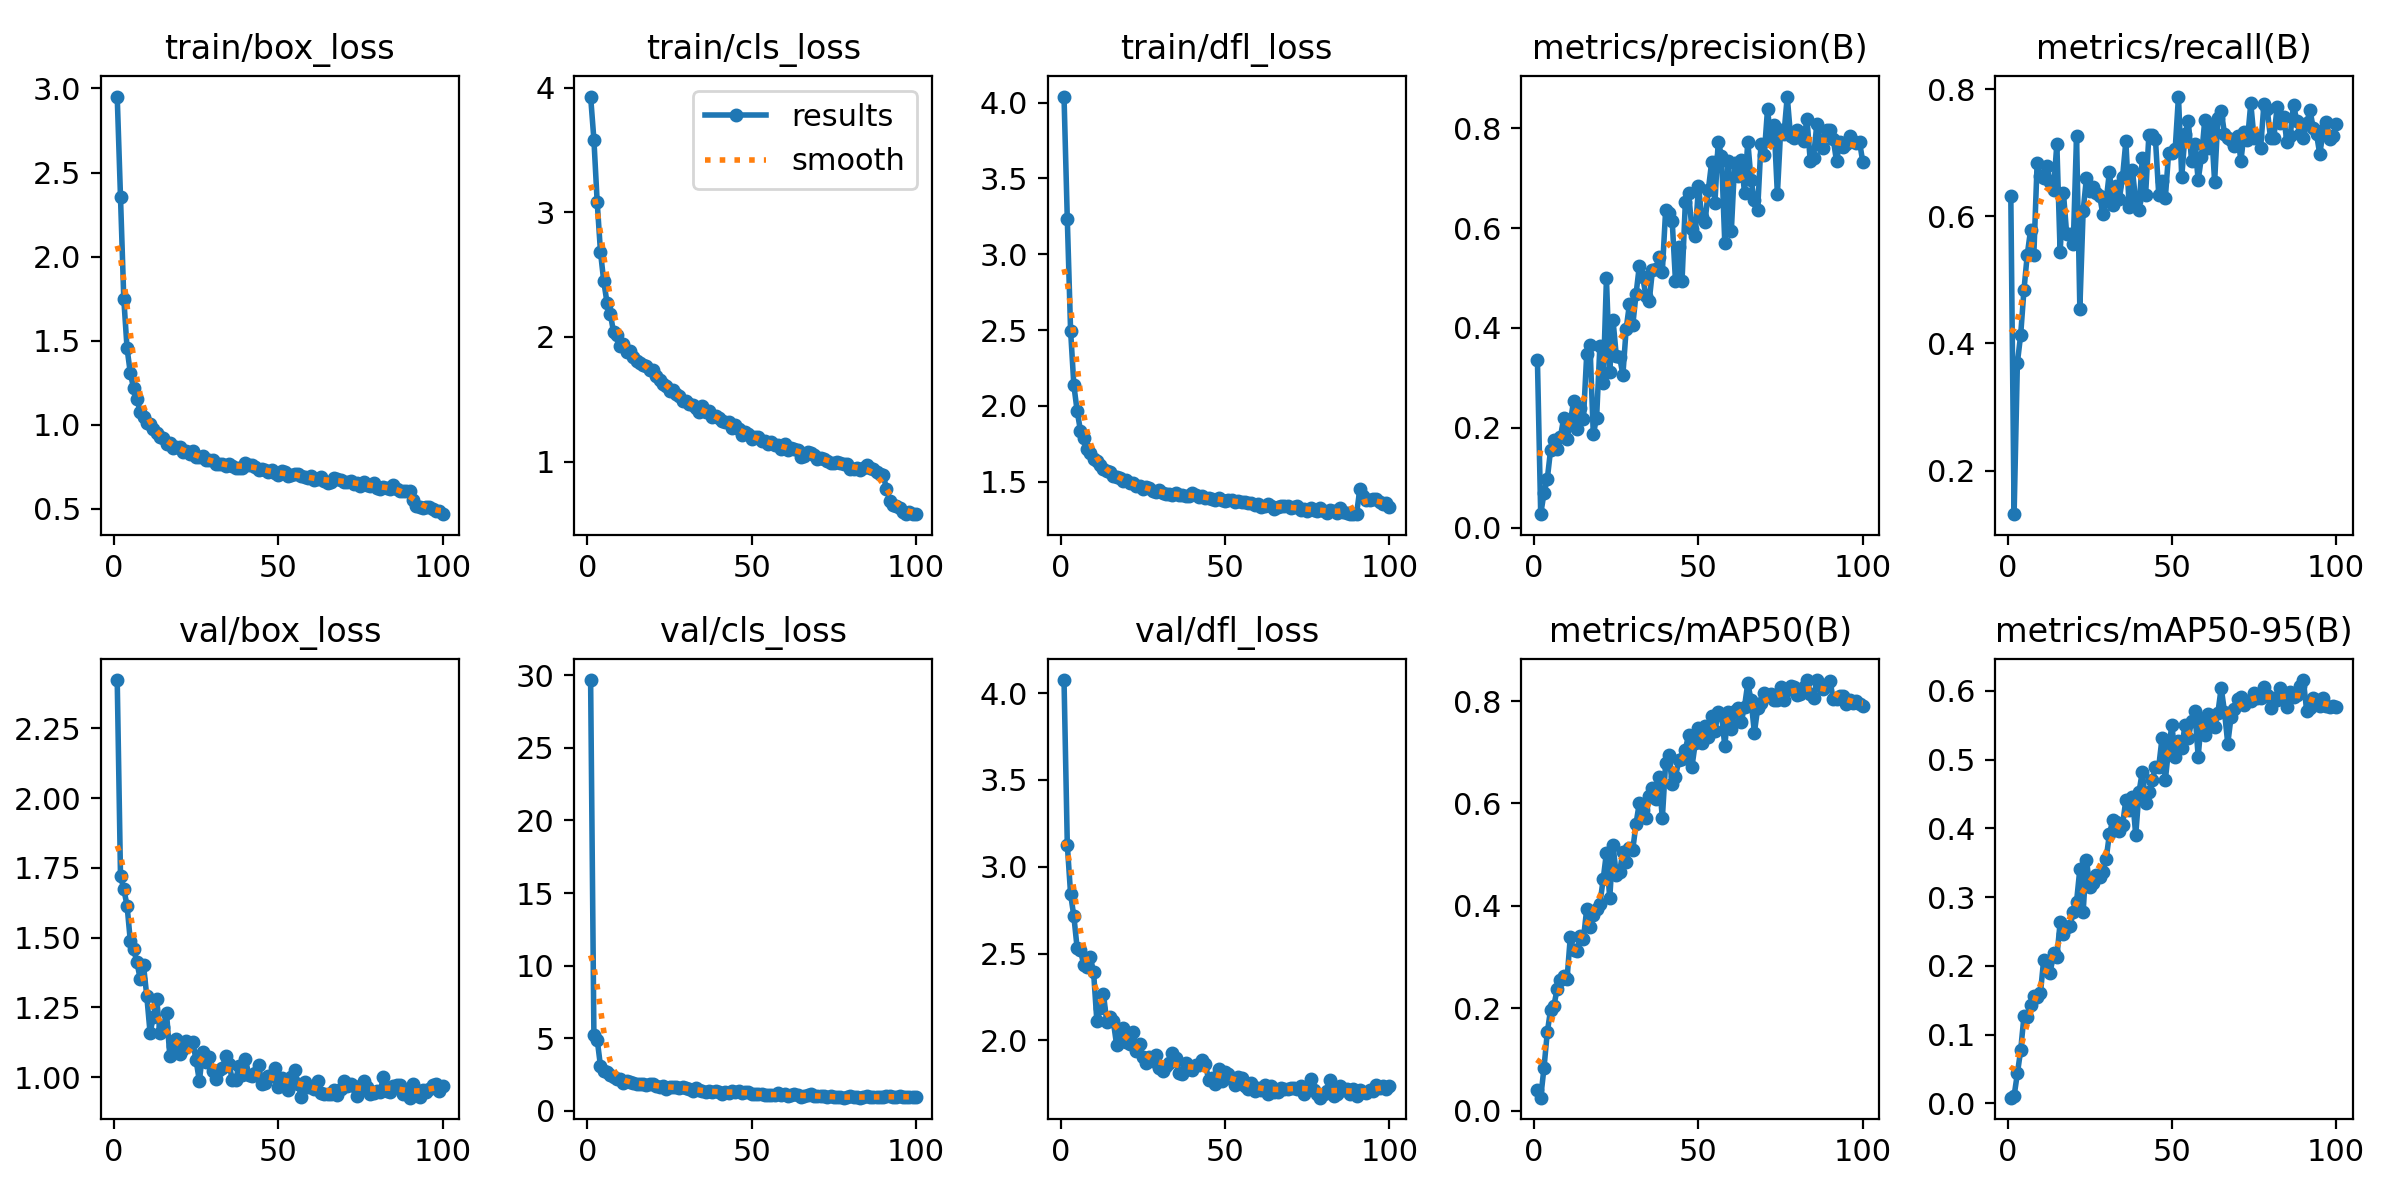 train/box_loss
3.0
2.5
2.0
1.5
1.0
0.5
0 50 100
train/cls_loss
results
smooth
4
3
2
1
0 50 100
train/dfl_loss
4.0
3.5
3.0
2.5
2.0
1.5
0 50 100
metrics/precision(B)
0.8
0.6
0.4
0.2
0.0
0 50 100
metrics/recall(B)
0.8
0.6
0.4
0.2
0 50 100
val/box_loss
2.25
2.00
1.75
1.50
1.25
1.00
0 50 100
val/cls_loss
30
25
20
15
10
5
0
0 50 100
val/dfl_loss
4.0
3.5
3.0
2.5
2.0
0 50 100
metrics/mAP50(B)
0.8
0.6
0.4
0.2
0.0
0 50 100
metrics/mAP50-95(B)
0.6
0.5
0.4
0.3
0.2
0.1
0.0
0 50 100